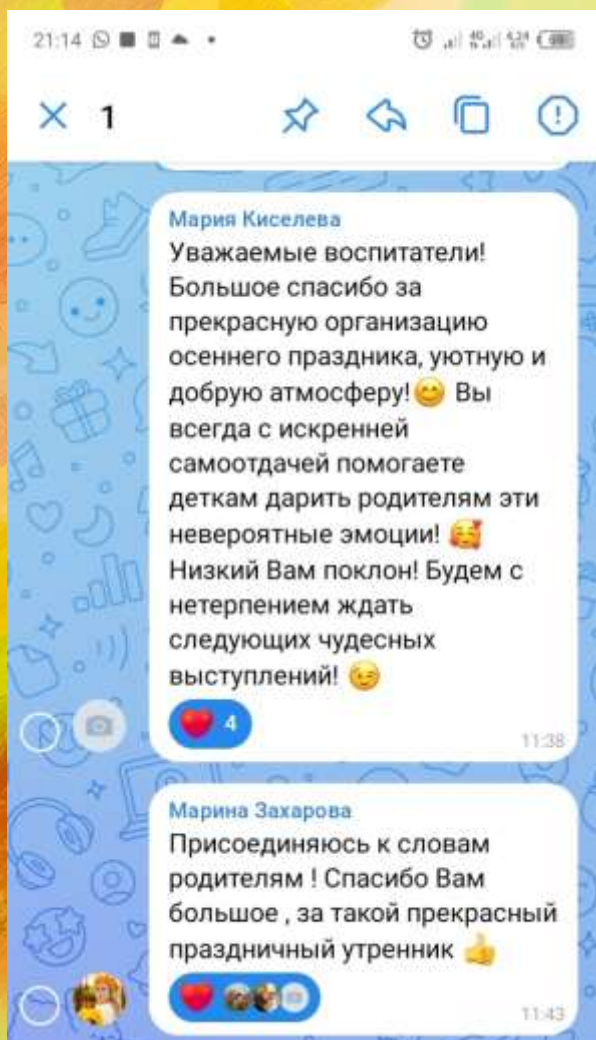 21:14
4G
1
Мария Киселева
Уважаемые воспитатели!
Большое спасибо за
прекрасную организацию
осеннего праздника, уютную и
добрую атмосферу!😊 Вы
всегда с искренней
самоотдачей помогаете
деткам дарить родителям эти
невероятные эмоции! 🥰
Низкий Вам поклон! Будем с
нетерпением ждать
следующих чудесных
выступлений! 😉
❤️ 4
11:38
Марина Захарова
Присоединяюсь к словам
родителям ! Спасибо Вам
большое , за такой прекрасный
праздничный утренник 👍
11:43